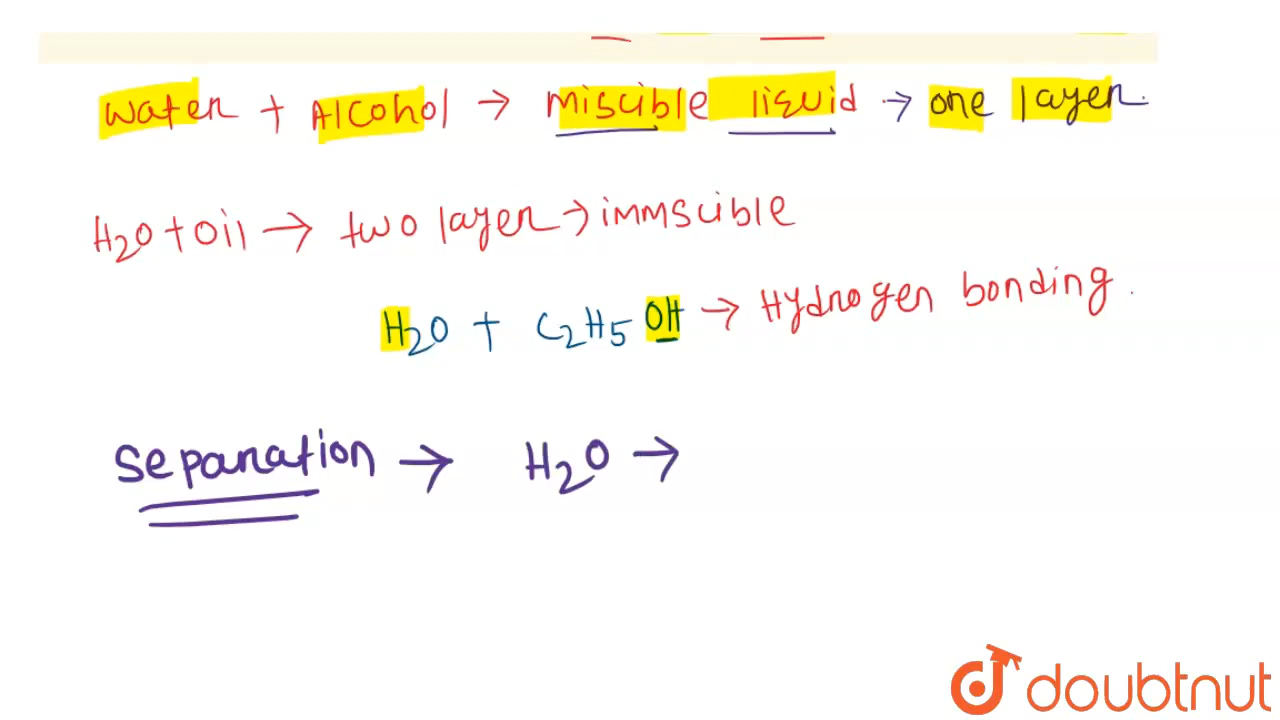 Water + Alcohol → miscible liquid → one layer.
H2O + Oil → two layer → immscible
H2O + C2H5OH → Hydrogen bonding.
Separation → H2O →
doubtnut